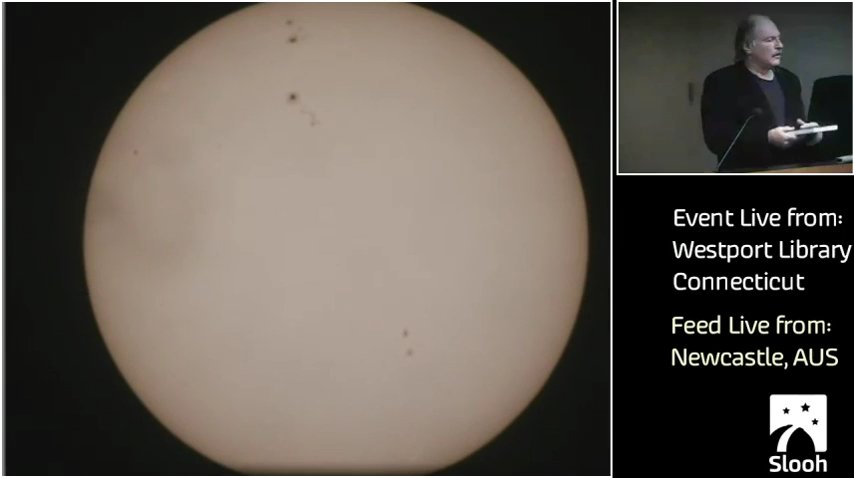 Event Live from:
Westport Library
Connecticut
Feed Live from:
Newcastle, AUS
Slooh